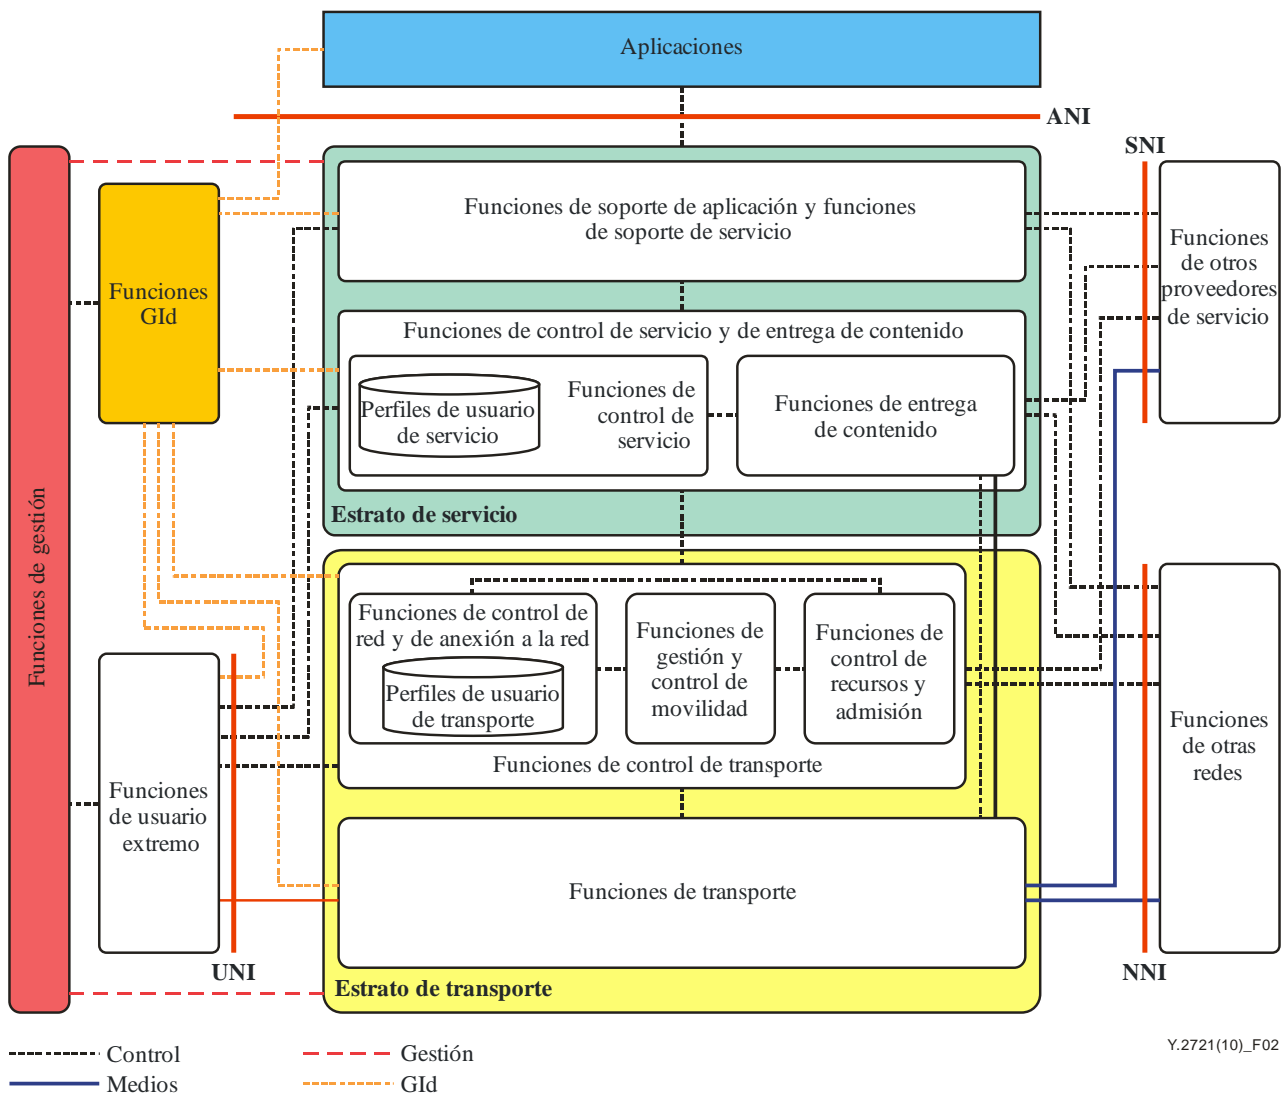 Aplicaciones
ANI
SNI
Funciones de soporte de aplicación y funciones
de soporte de servicio
Funciones
de otros
proveedores
de servicio
Funciones
GId
Funciones de control de servicio y de entrega de contenido
Perfiles de usuario
de servicio
Funciones de
control de
servicio
Funciones de entrega
de contenido
Estrato de servicio
Funciones de gestión
Funciones de control de
red y de anexión a la red
Perfiles de usuario
de transporte
Funciones de
gestión y
control de
movilidad
Funciones de
control de
recursos y
admisión
Funciones de control de transporte
Funciones
de otras
redes
Funciones
de usuario
extremo
Funciones de transporte
UNI
NNI
Estrato de transporte
Control
Gestión
Medios
GId
Y.2721(10)_F02